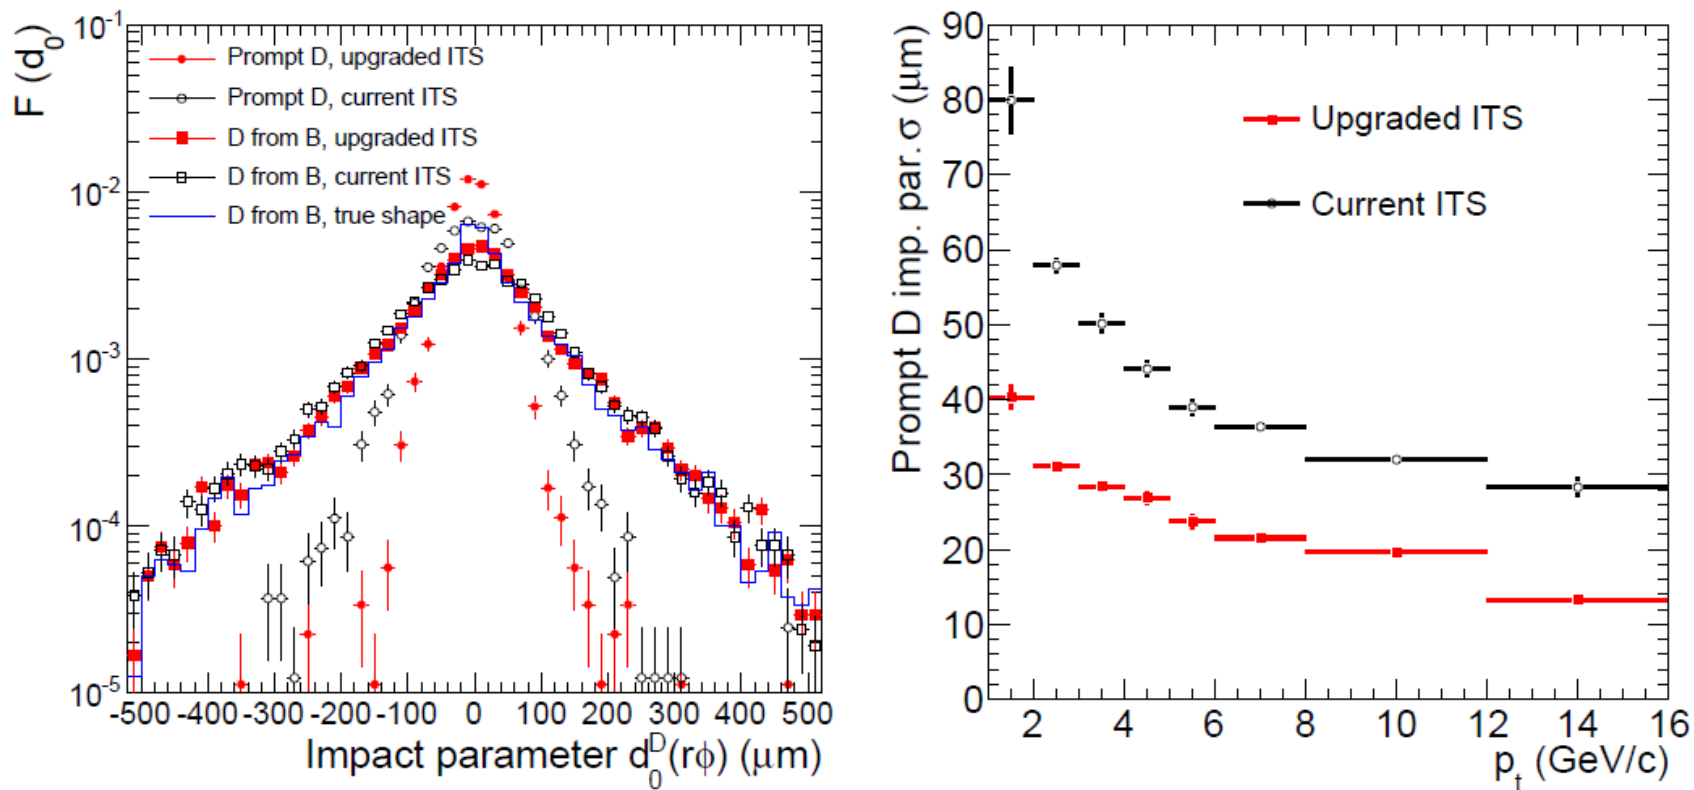 F (d₀)
10⁻¹
10⁻²
10⁻³
10⁻⁴
10⁻⁵
Prompt D, upgraded ITS
Prompt D, current ITS
D from B, upgraded ITS
D from B, current ITS
D from B, true shape
-500 -400 -300 -200 -100 0 100 200 300 400 500
Impact parameter d₀ᴰ(rϕ) (μm)
Prompt D imp. par. σ (μm)
90
80
70
60
50
40
30
20
10
0
Upgraded ITS
Current ITS
2 4 6 8 10 12 14 16
pₜ (GeV/c)